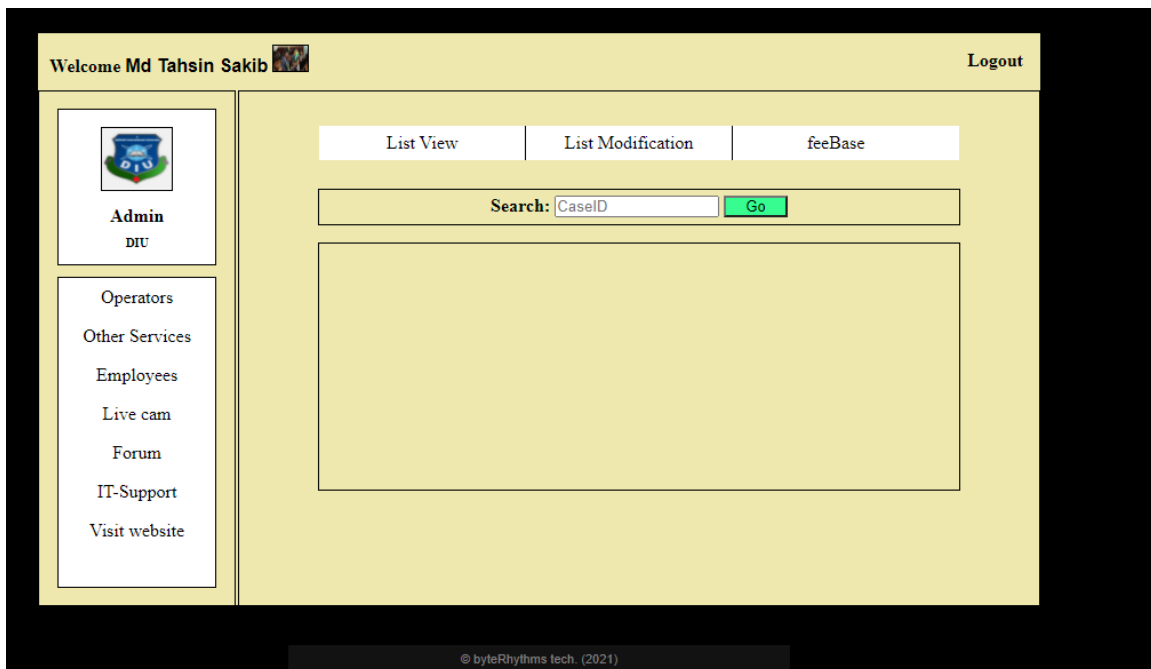 Welcome Md Tahsin Sakib
Logout
DIU
Admin
DIU
Operators
Other Services
Employees
Live cam
Forum
IT-Support
Visit website
List View
List Modification
feeBase
Search: CaseID Go
© byteRhythms tech. (2021)